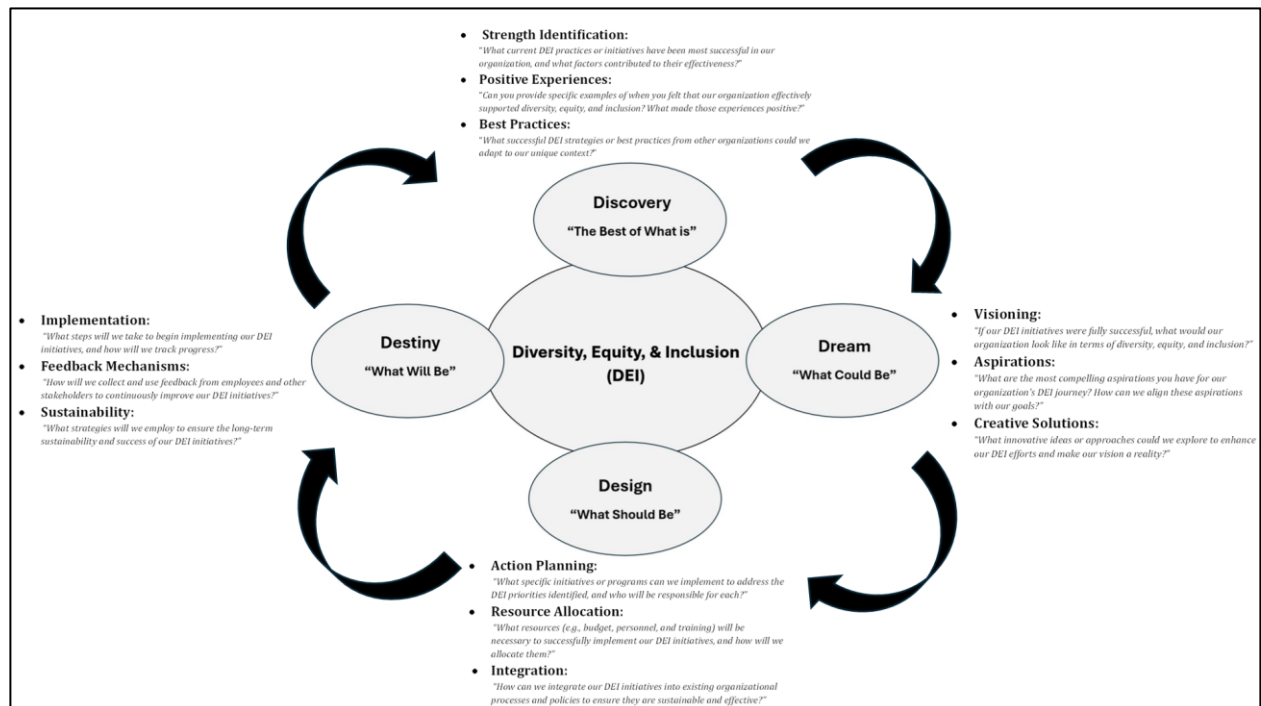 • Strength Identification:
"What current DEI practices or initiatives have been most successful in our
organization, and what factors contributed to their effectiveness?"
• Positive Experiences:
"Can you provide specific examples of when you felt that our organization effectively
supported diversity, equity, and inclusion? What made those experiences positive?"
• Best Practices:
"What successful DEI strategies or best practices from other organizations could we
adapt to our unique context?"
Discovery
“The Best of What is”
• Implementation:
"What steps will we take to begin implementing our DEI
initiatives, and how will we track progress?"
• Feedback Mechanisms:
"How will we collect and use feedback from employees and other
stakeholders to continuously improve our DEI initiatives?"
• Sustainability:
"What strategies will we employ to ensure the long-term
sustainability and success of our DEI initiatives?"
Destiny
“What Will Be”
Diversity, Equity, & Inclusion
(DEI)
Dream
“What Could Be”
• Visioning:
"If our DEI initiatives were fully successful, what would our
organization look like in terms of diversity, equity, and inclusion?"
• Aspirations:
"What are the most compelling aspirations you have for our
organization's DEI journey? How can we align these aspirations
with our goals?"
• Creative Solutions:
"What innovative ideas or approaches could we explore to enhance
our DEI efforts and make our vision a reality?"
Design
“What Should Be”
• Action Planning:
"What specific initiatives or programs can we implement to address the
DEI priorities identified, and who will be responsible for each?"
• Resource Allocation:
"What resources (e.g., budget, personnel, and training) will be
necessary to successfully implement our DEI initiatives, and how will we
allocate them?"
• Integration:
"How can we integrate our DEI initiatives into existing organizational
processes and policies to ensure they are sustainable and effective?"